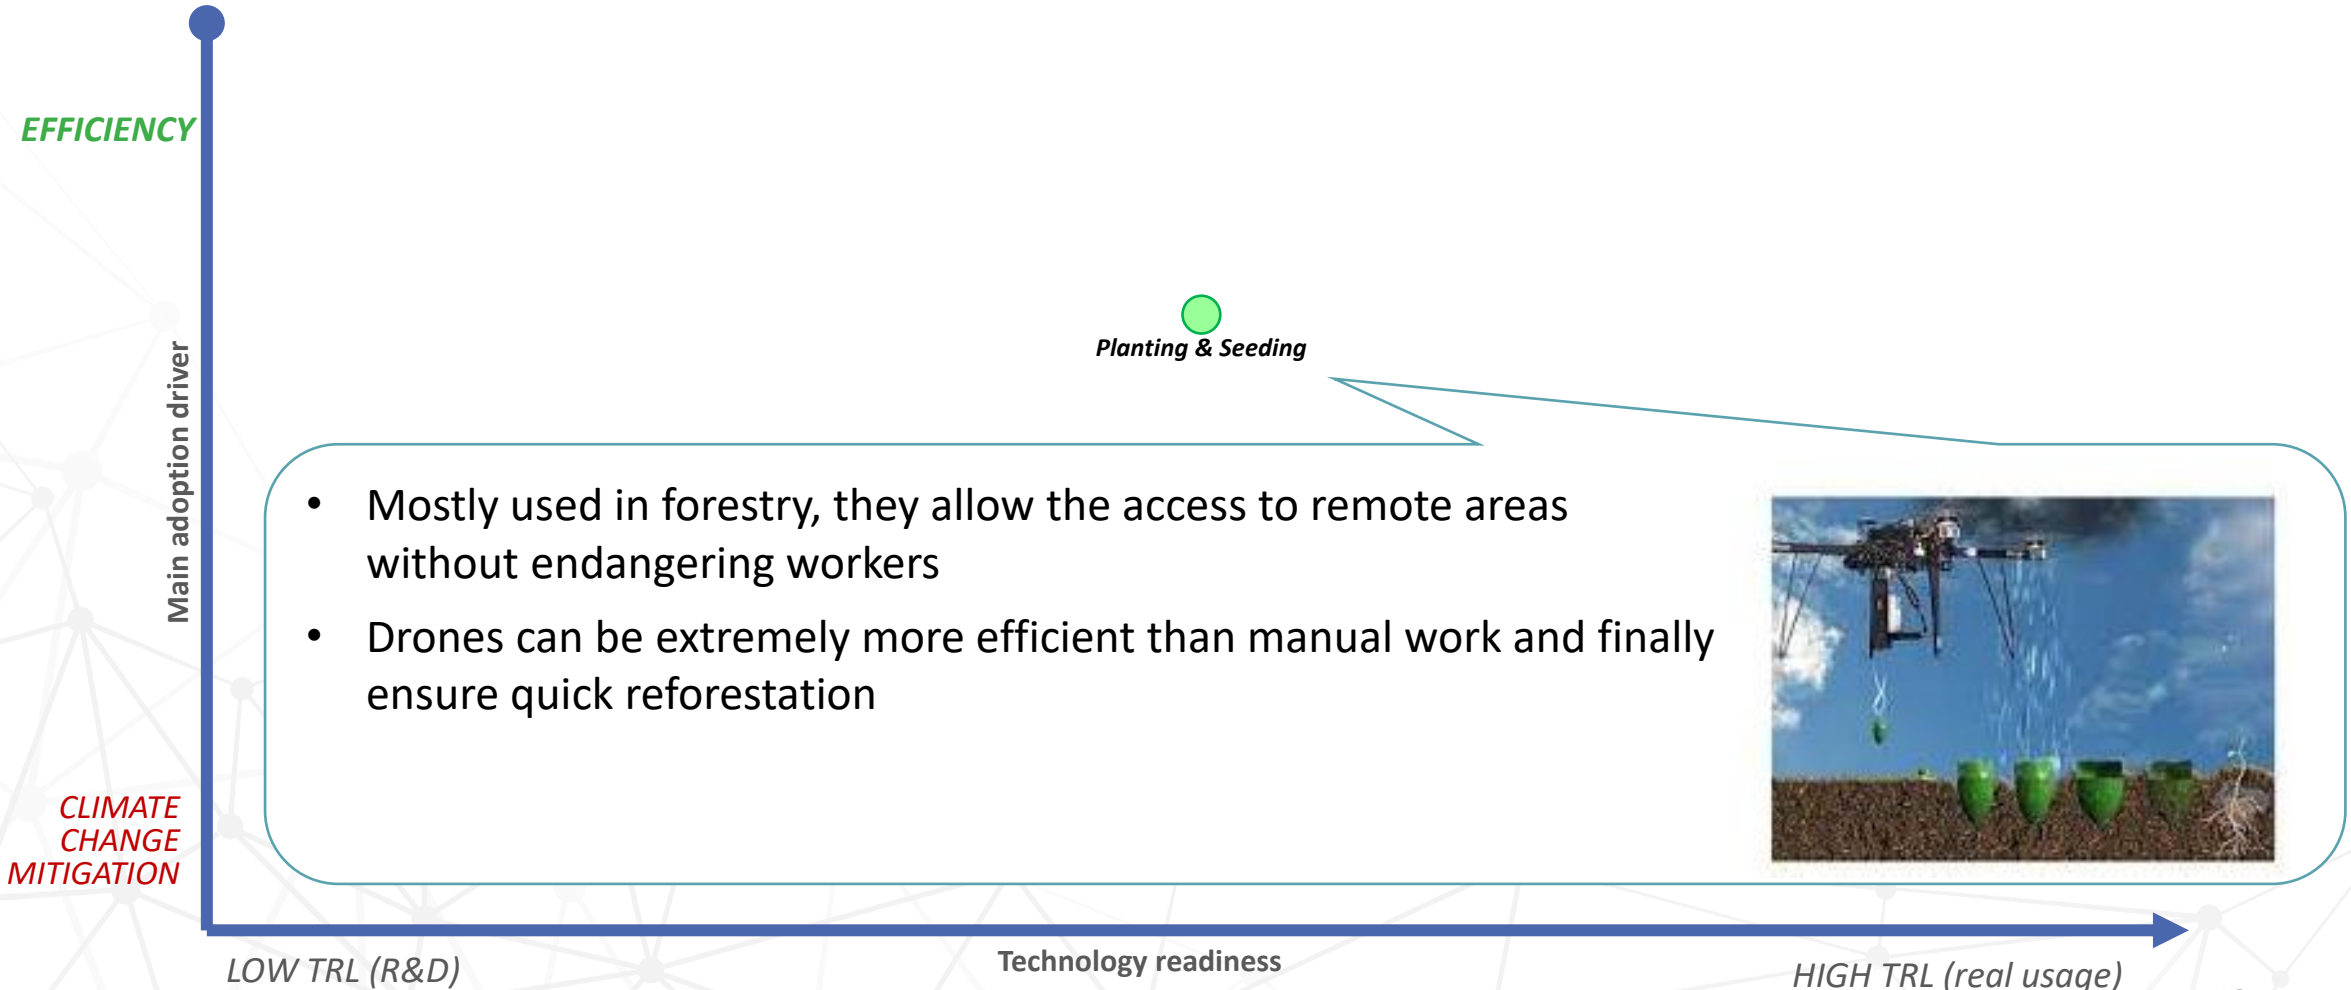 EFFICIENCY
Main adoption driver
Planting & Seeding
• Mostly used in forestry, they allow the access to remote areas
without endangering workers
• Drones can be extremely more efficient than manual work and finally
ensure quick reforestation
CLIMATE
CHANGE
MITIGATION
LOW TRL (R&D)
Technology readiness
HIGH TRL (real usage)